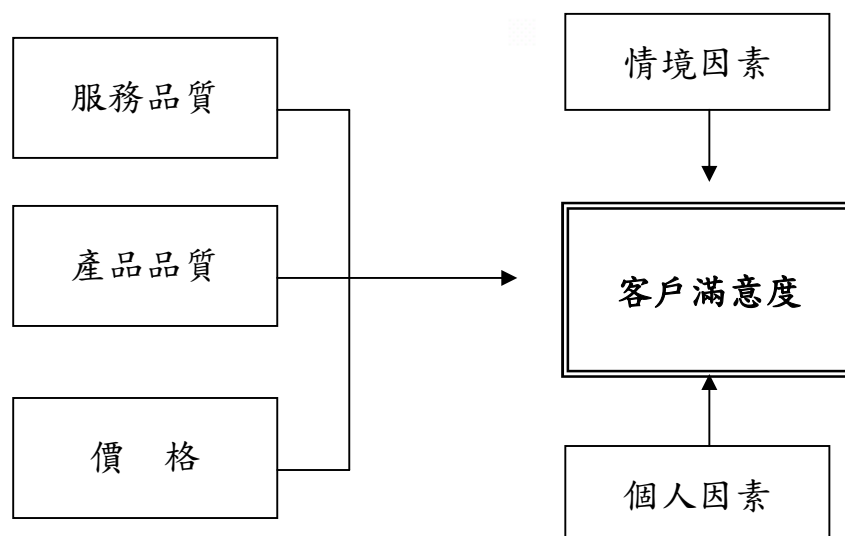 服務品質
產品品質
價　格
情境因素
客戶滿意度
個人因素